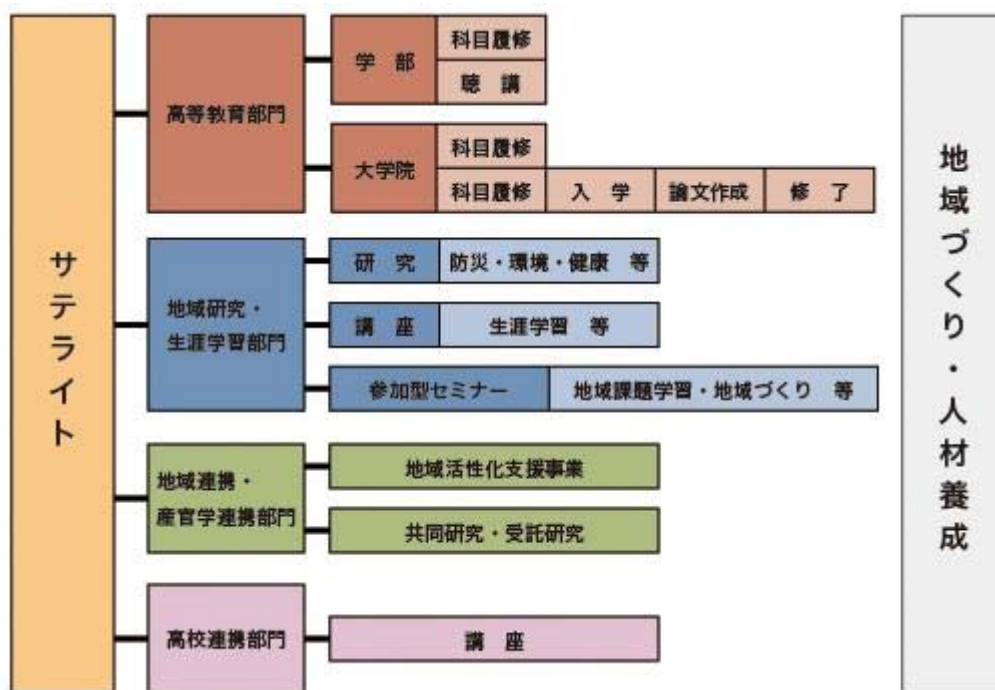 サテライト
高等教育部門
学 部
科目履修
聴 講
大学院
科目履修
科目履修
入 学
論文作成
修 了
地域研究・
生涯学習部門
研 究
防災・環境・健康 等
講 座
生涯学習 等
参加型セミナー
地域課題学習・地域づくり 等
地域連携・
産官学連携部門
地域活性化支援事業
共同研究・受託研究
高校連携部門
講 座
地域づくり・人材養成